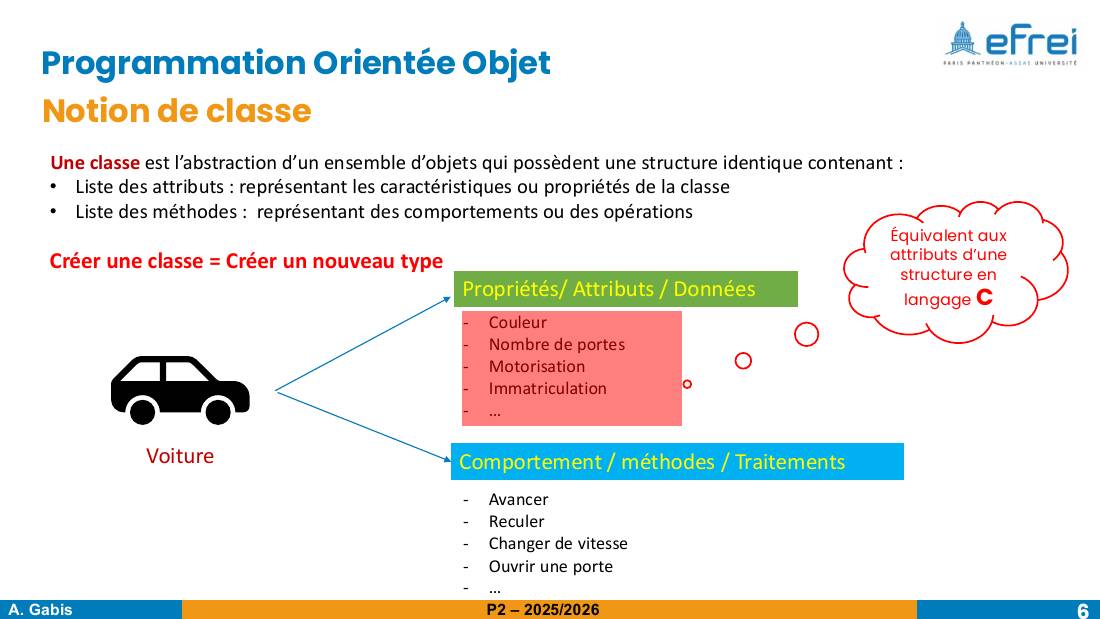 efrei
PARIS PANTHÉON-ASSAS UNIVERSITÉ
Programmation Orientée Objet
Notion de classe
Une classe est l’abstraction d’un ensemble d’objets qui possèdent une structure identique contenant :
• Liste des attributs : représentant les caractéristiques ou propriétés de la classe
• Liste des méthodes : représentant des comportements ou des opérations
Créer une classe = Créer un nouveau type
Équivalent aux
attributs d’une
structure en
langage C
Propriétés/ Attributs / Données
- Couleur
- Nombre de portes
- Motorisation
- Immatriculation
- ...
Voiture
Comportement / méthodes / Traitements
- Avancer
- Reculer
- Changer de vitesse
- Ouvrir une porte
- ...
A. Gabis
P2 – 2025/2026
6